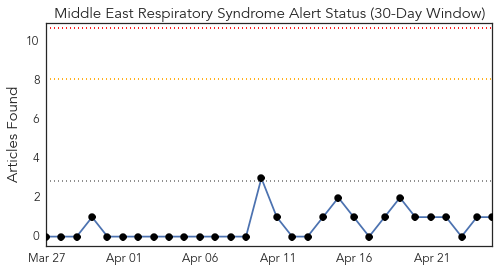 Middle East Respiratory Syndrome Alert Status (30-Day Window)
Articles Found
10
8
6
4
2
0
Mar 27 Apr 01 Apr 06 Apr 11 Apr 16 Apr 21